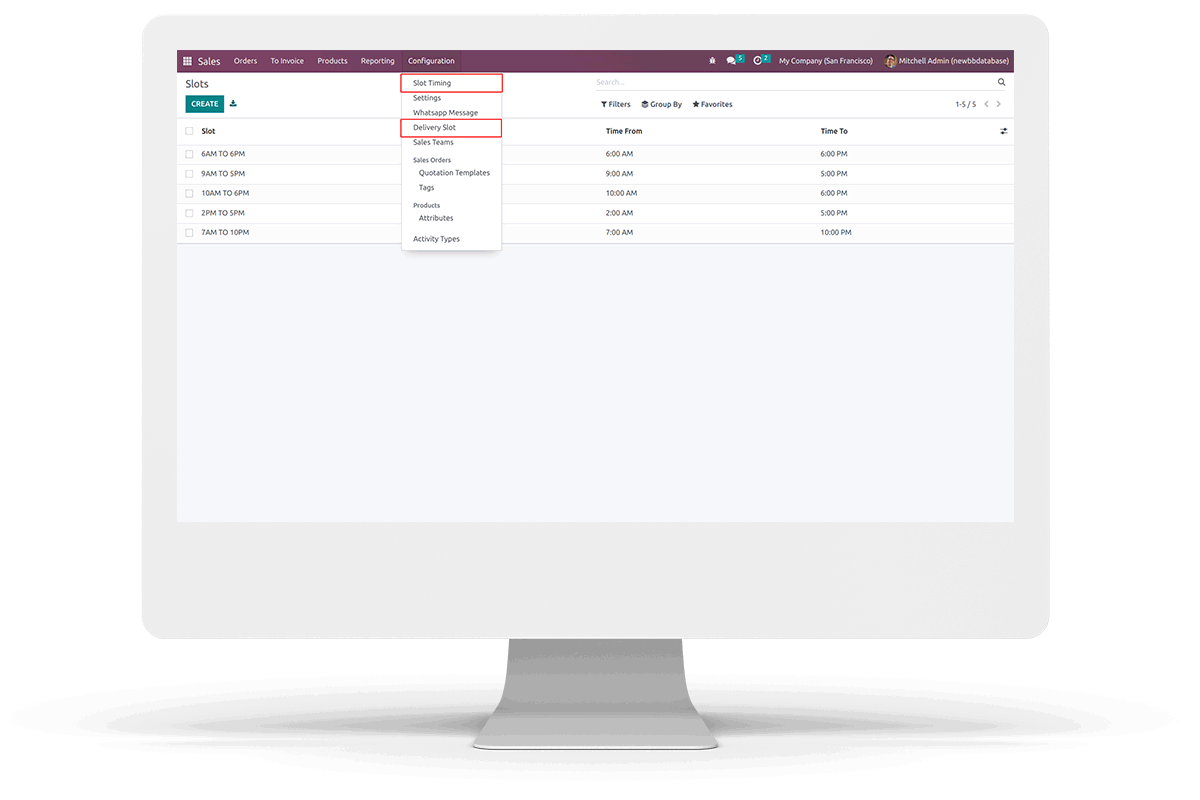 Sales Orders To Invoice Products Reporting Configuration 5 2 My Company (San Francisco) Mitchell Admin (newbbdatabase)
Slots Slot Timing Search...
CREATE Settings Filters Group By Favorites 1-5 / 5
Whatsapp Message
Slot Delivery Slot Time From Time To
Sales Teams
6AM TO 6PM 6:00 AM 6:00 PM
Sales Orders
9AM TO 5PM Quotation Templates 9:00 AM 5:00 PM
Tags
10AM TO 6PM 10:00 AM 6:00 PM
Products
2PM TO 5PM Attributes 2:00 AM 5:00 PM
7AM TO 10PM Activity Types 7:00 AM 10:00 PM